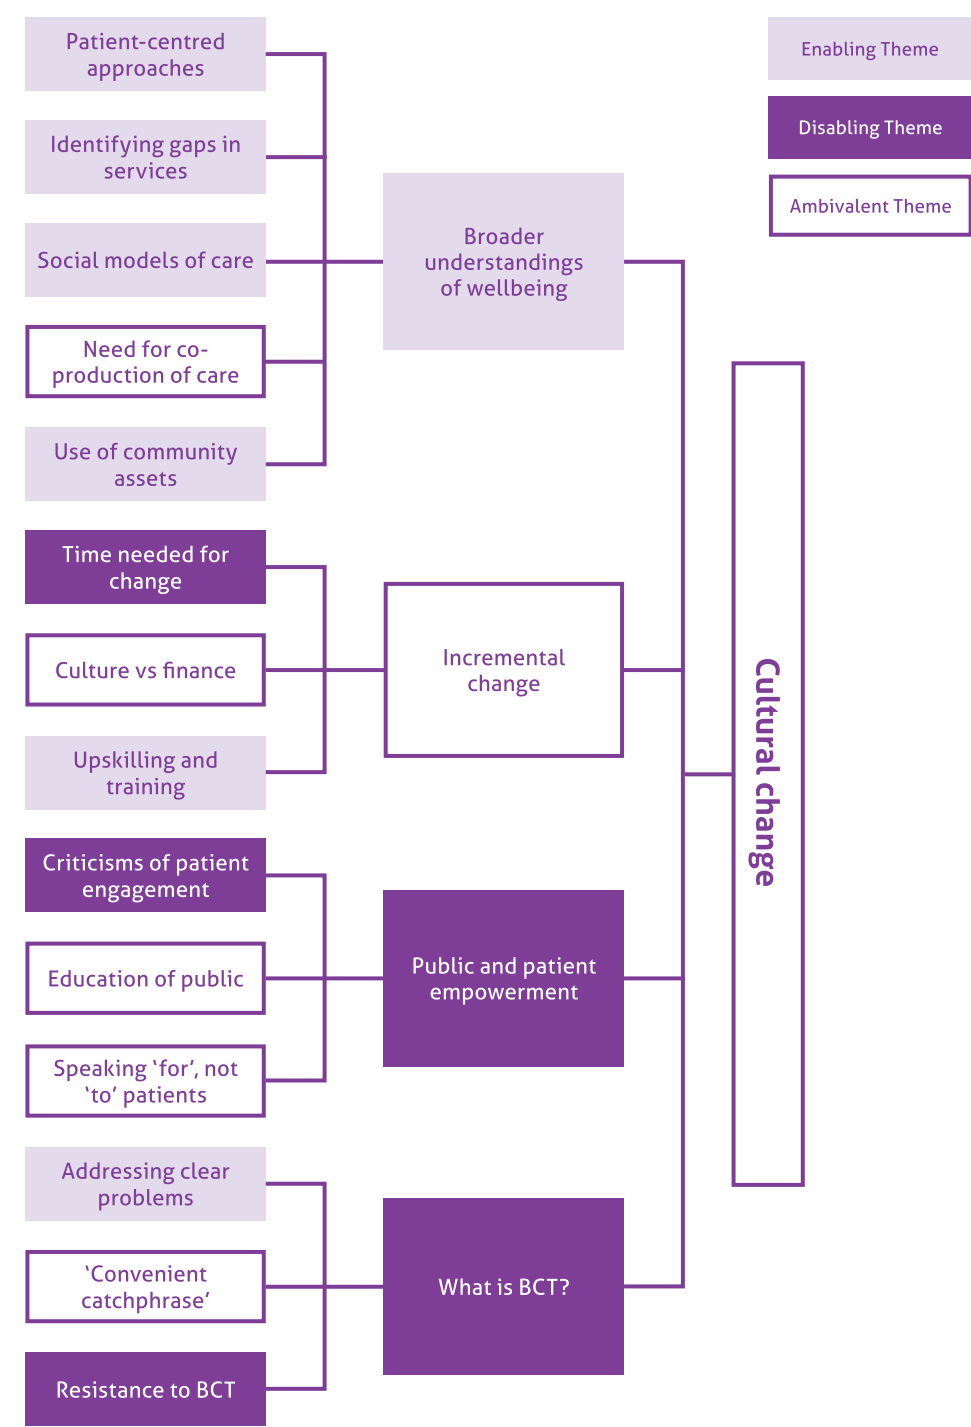 Patient-centred
approaches
Identifying gaps in
services
Social models of care
Need for co-
production of care
Use of community
assets
Time needed for
change
Culture vs finance
Upskilling and
training
Criticisms of patient
engagement
Education of public
Speaking ‘for’, not
‘to’ patients
Addressing clear
problems
‘Convenient
catchphrase’
Resistance to BCT
Broader
understandings
of wellbeing
Incremental
change
Public and patient
empowerment
What is BCT?
Cultural change
Enabling Theme
Disabling Theme
Ambivalent Theme